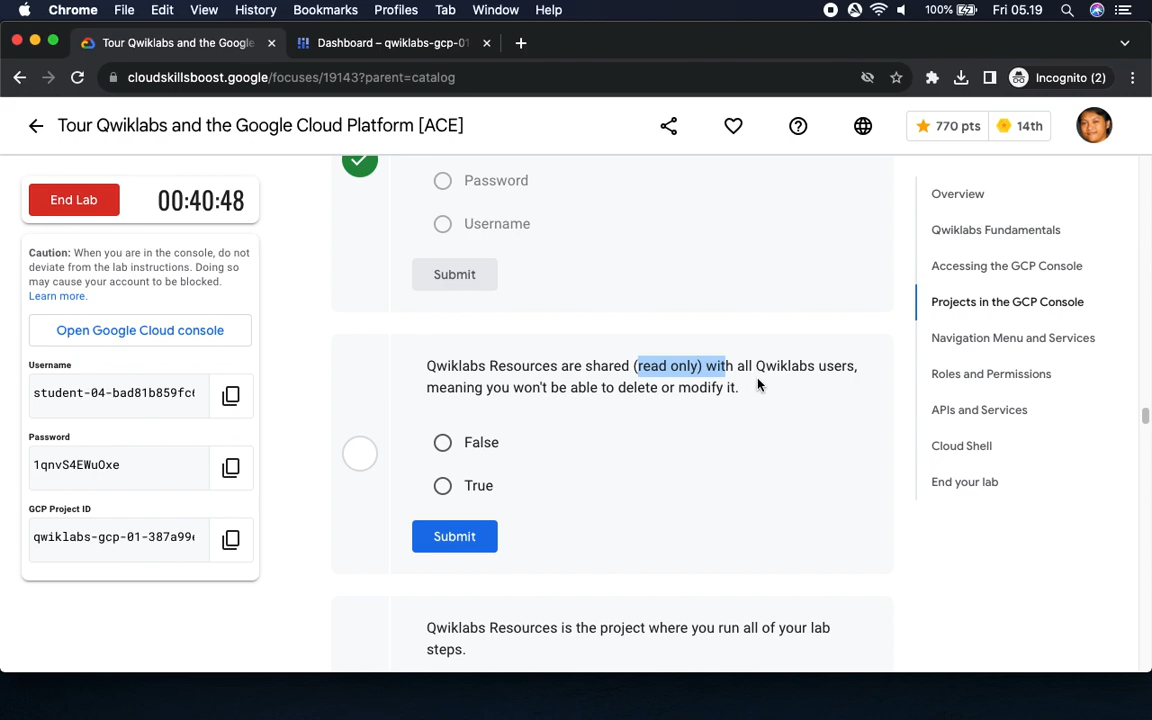 Chrome File Edit View History Bookmarks Profiles Tab Window Help 100% Fri 05.19
Tour Qwiklabs and the Google Dashboard – qwiklabs-gcp-01
cloudskillsboost.google/focuses/19143?parent=catalog Incognito (2)
Tour Qwiklabs and the Google Cloud Platform [ACE] 770 pts 14th
End Lab 00:40:48
Caution: When you are in the console, do not
deviate from the lab instructions. Doing so
may cause your account to be blocked.
Learn more.
Open Google Cloud console
Username
student-04-bad81b859fc
Password
1qnvS4EWuOxe
GCP Project ID
qwiklabs-gcp-01-387a99
Password
Username
Submit
Qwiklabs Resources are shared (read only) with all Qwiklabs users,
meaning you won't be able to delete or modify it.
False
True
Submit
Qwiklabs Resources is the project where you run all of your lab
steps.
Overview
Qwiklabs Fundamentals
Accessing the GCP Console
Projects in the GCP Console
Navigation Menu and Services
Roles and Permissions
APIs and Services
Cloud Shell
End your lab